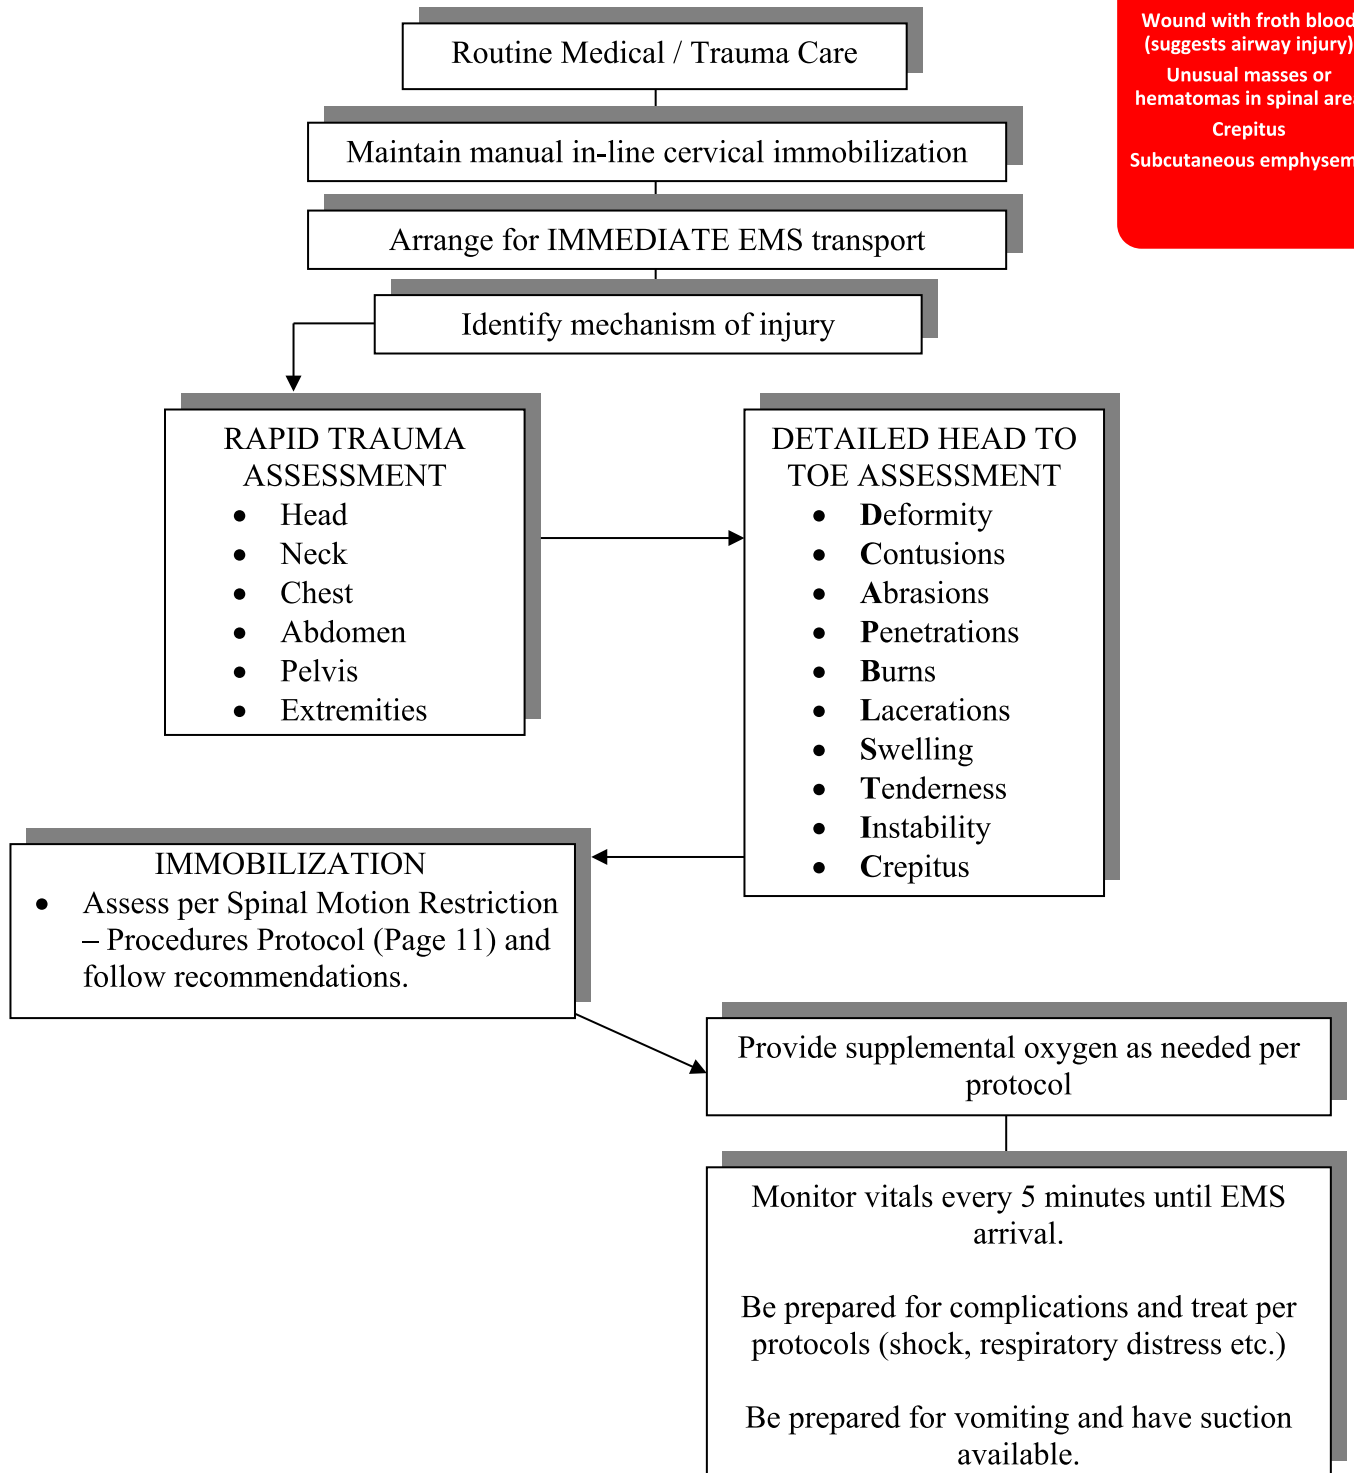 Wound with froth blood
(suggests airway injury)
Unusual masses or
hematomas in spinal
Crepitus
Subcutaneous
Routine Medical / Trauma Care
Maintain manual in-line cervical immobilization
Arrange for IMMEDIATE EMS transport
Identify mechanism of injury
RAPID TRAUMA
ASSESSMENT
• Head
• Neck
• Chest
• Abdomen
• Pelvis
• Extremities
DETAILED HEAD TO
TOE ASSESSMENT
• Deformity
• Contusions
• Abrasions
• Penetrations
• Burns
• Lacerations
• Swelling
• Tenderness
• Instability
• Crepitus
IMMOBILIZATION
• Assess per Spinal Motion Restriction
– Procedures Protocol (Page 11) and
follow recommendations.
Provide supplemental oxygen as needed per
protocol
Monitor vitals every 5 minutes until EMS
arrival.
Be prepared for complications and treat per
protocols (shock, respiratory distress etc.)
Be prepared for vomiting and have suction
available.